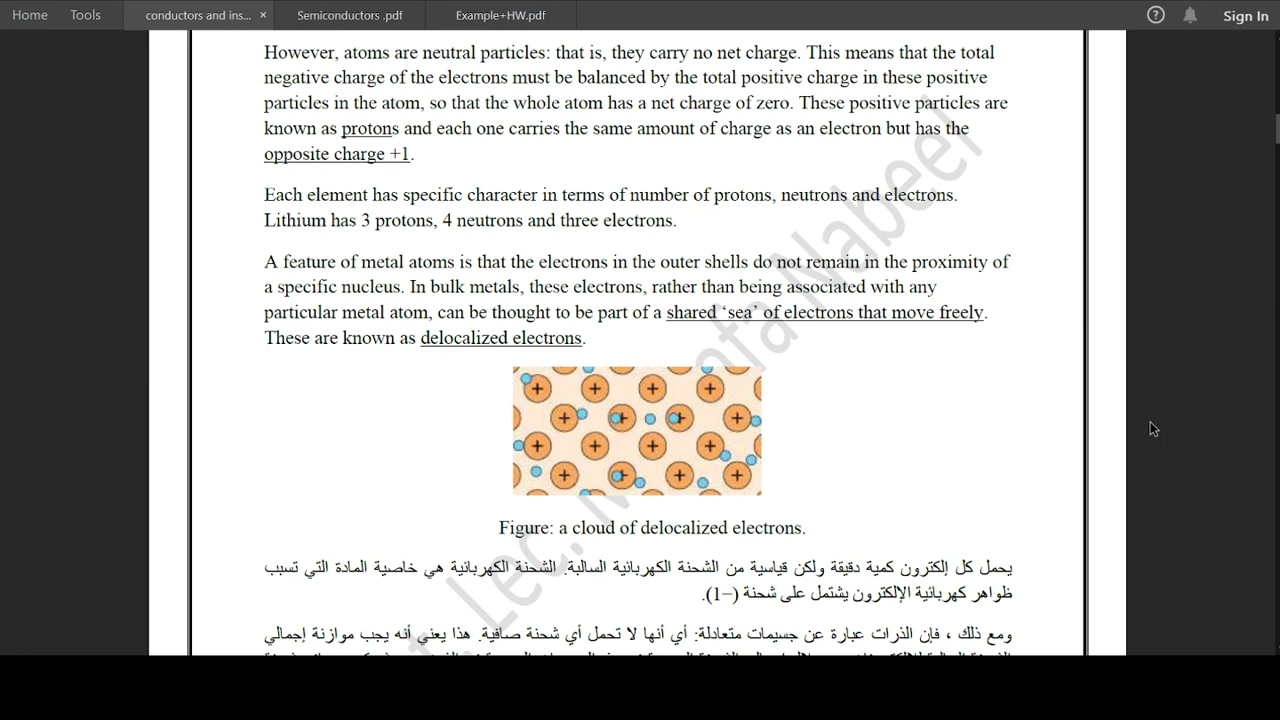 Home Tools conductors and ins... × Semiconductors .pdf Example+HW.pdf ? Sign In
However, atoms are neutral particles: that is, they carry no net charge. This means that the total
negative charge of the electrons must be balanced by the total positive charge in these positive
particles in the atom, so that the whole atom has a net charge of zero. These positive particles are
known as protons and each one carries the same amount of charge as an electron but has the
opposite charge +1.
Each element has specific character in terms of number of protons, neutrons and electrons.
Lithium has 3 protons, 4 neutrons and three electrons.
A feature of metal atoms is that the electrons in the outer shells do not remain in the proximity of
a specific nucleus. In bulk metals, these electrons, rather than being associated with any
particular metal atom, can be thought to be part of a shared ‘sea’ of electrons that move freely.
These are known as delocalized electrons.
+ + + +
+ + + +
+ + + +
+ + + +
Figure: a cloud of delocalized electrons.
يحمل كل إلكترون كمية دقيقة ولكن قياسية من الشحنة الكهربائية السالبة. الشحنة الكهربائية هي خاصية المادة التي تسبب
ظواهر كهربائية الإلكترون يشتمل على شحنة (−1).
ومع ذلك ، فإن الذرات عبارة عن جسيمات متعادلة: أي أنها لا تحمل أي شحنة صافية. هذا يعني أنه يجب موازنة إجمالي
Lec. Nabeel